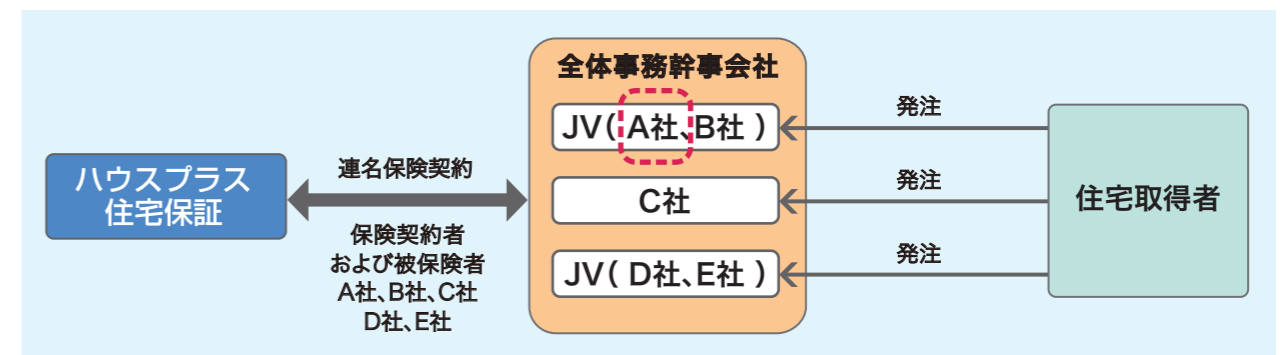 ハウスプラス
住宅保証
連名保険契約
保険契約者
および被保険者
A社、B社、C社
D社、E社
全体事務幹事会社
JV( A社、B社 )
C社
JV( D社、E社 )
発注
発注
発注
住宅取得者